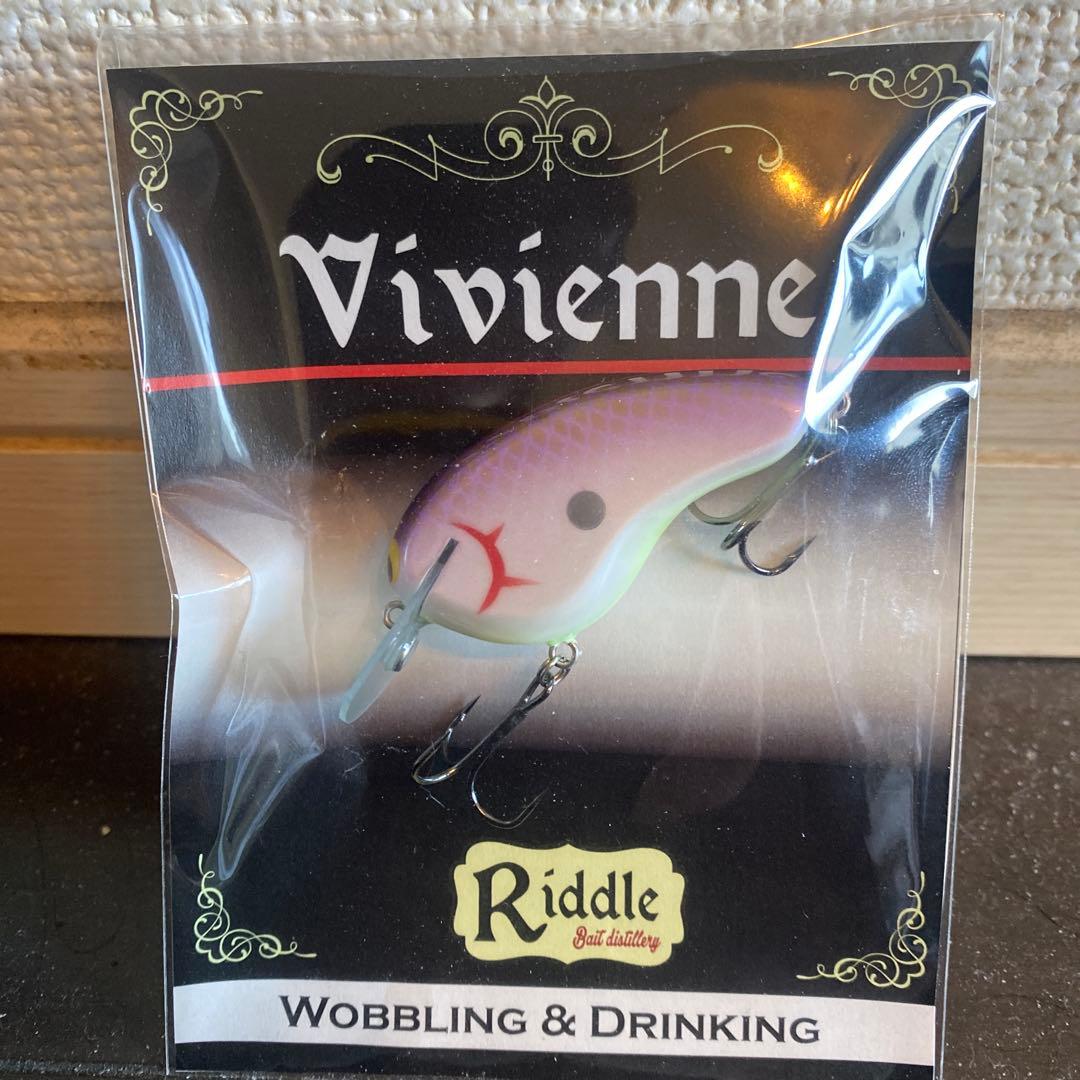 Vivienne
Riddle
Bait distillery
WOBBLING & DRINKING